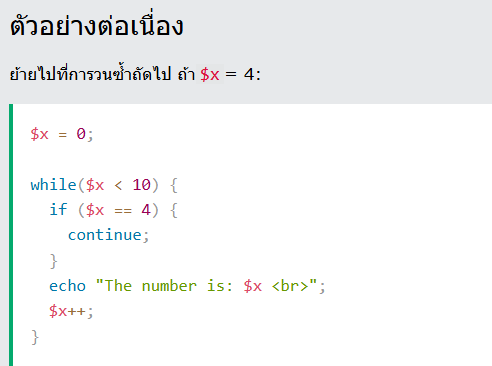 ตัวอย่างต่อเนื่อง
ย้ายไปที่การวนซ้ำถัดไป ถ้า $x = 4:
$x = 0;
while($x < 10) {
  if ($x == 4) {
    continue;
  }
  echo "The number is: $x <br>";
  $x++;
}